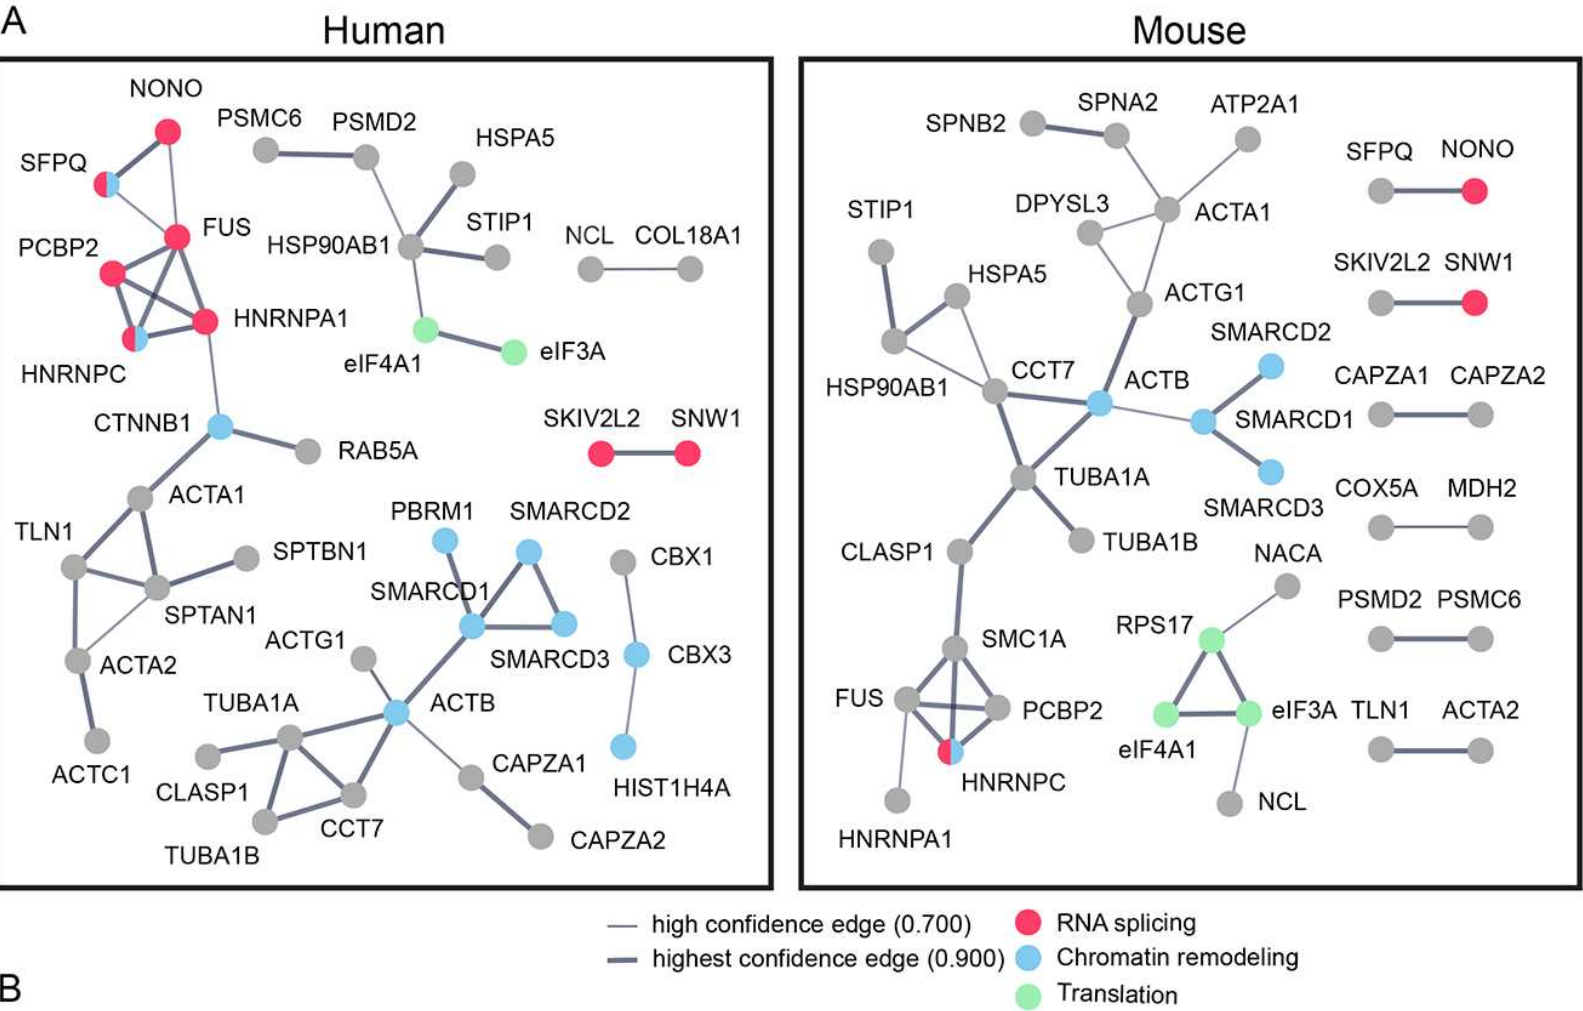 A
Human
Mouse
NONO
PSMC6
PSMD2
HSPA5
SFPQ
FUS
STIP1
PCBP2
HSP90AB1
NCL COL18A1
HNRNPA1
eIF4A1
eIF3A
HNRNPC
CTNNB1
RAB5A
SKIV2L2 SNW1
ACTA1
TLN1
PBRM1
SMARCD2
SPTBN1
CBX1
SMARCD1
SPTAN1
ACTG1
SMARCD3
CBX3
ACTA2
TUBA1A
ACTB
ACTC1
CLASP1
CAPZA1
HIST1H4A
CCT7
CAPZA2
TUBA1B
SPNB2
SPNA2
ATP2A1
SFPQ NONO
STIP1
DPYSL3
ACTA1
HSPA5
SKIV2L2 SNW1
ACTG1
SMARCD2
HSP90AB1
CCT7
ACTB
CAPZA1 CAPZA2
SMARCD1
TUBA1A
COX5A MDH2
SMARCD3
CLASP1
TUBA1B
NACA
RPS17
PSMD2 PSMC6
SMC1A
FUS
PCBP2
eIF3A
TLN1 ACTA2
eIF4A1
HNRNPC
NCL
HNRNPA1
high confidence edge (0.700)
highest confidence edge (0.900)
RNA splicing
Chromatin remodeling
Translation
B